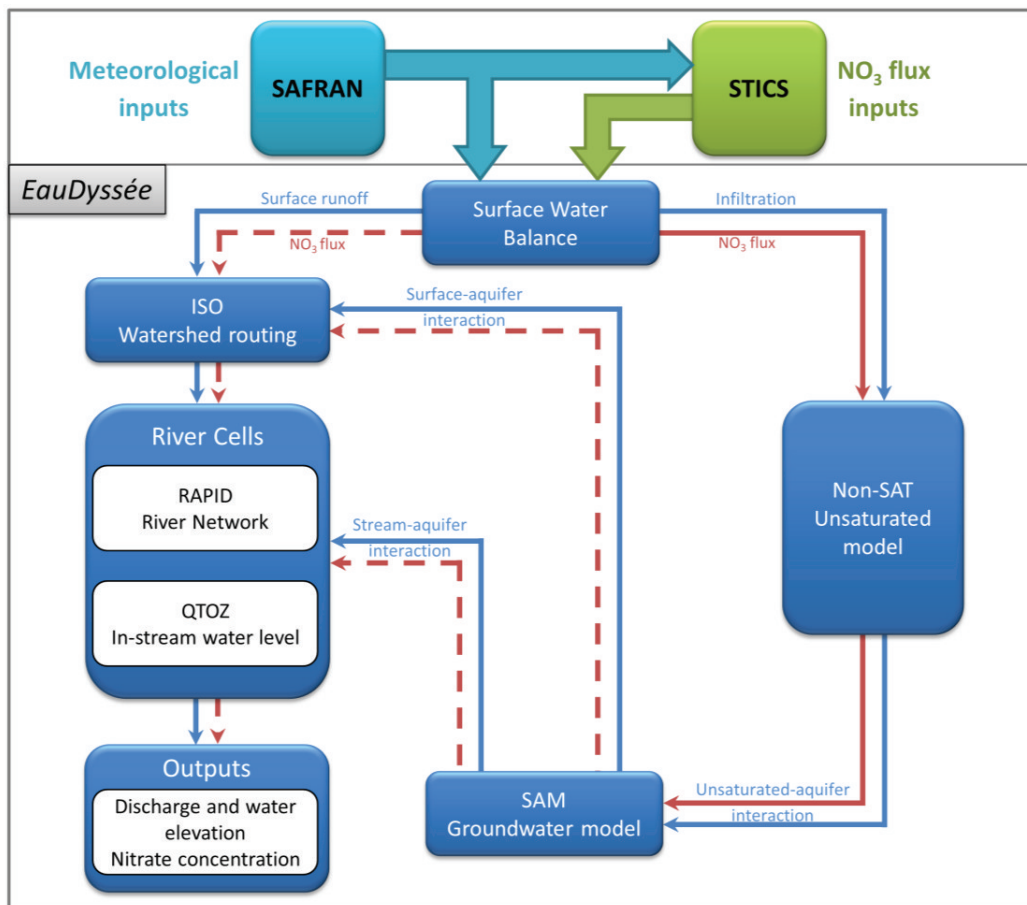 Meteorological
inputs
SAFRAN
STICS
NO₃ flux
inputs
EauDyssée
Surface runoff
NO₃ flux
Surface Water
Balance
Infiltration
NO₃ flux
ISO
Watershed routing
Surface-aquifer
interaction
River Cells
RAPID
River Network
QTOZ
In-stream water level
Stream-aquifer
interaction
Non-SAT
Unsaturated
model
Outputs
Discharge and water
elevation
Nitrate concentration
SAM
Groundwater model
Unsaturated-aquifer
interaction